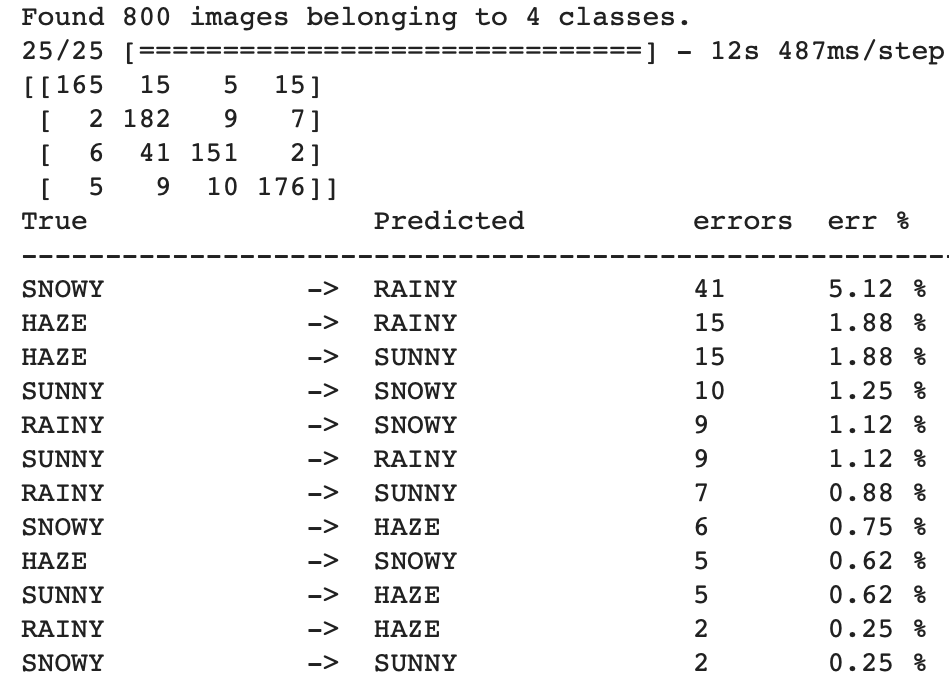 Found 800 images belonging to 4 classes.
25/25 [==============================] - 12s 487ms/step
[[165  15   5  15]
 [  2 182   9   7]
 [  6  41 151   2]
 [  5   9  10 176]]
True                 Predicted          errors  err %
---------------------------------------------------------
SNOWY            ->  RAINY              41      5.12 %
HAZE             ->  RAINY              15      1.88 %
HAZE             ->  SUNNY              15      1.88 %
SUNNY            ->  SNOWY              10      1.25 %
RAINY            ->  SNOWY              9       1.12 %
SUNNY            ->  RAINY              9       1.12 %
RAINY            ->  SUNNY              7       0.88 %
SNOWY            ->  HAZE               6       0.75 %
HAZE             ->  SNOWY              5       0.62 %
SUNNY            ->  HAZE               5       0.62 %
RAINY            ->  HAZE               2       0.25 %
SNOWY            ->  SUNNY              2       0.25 %